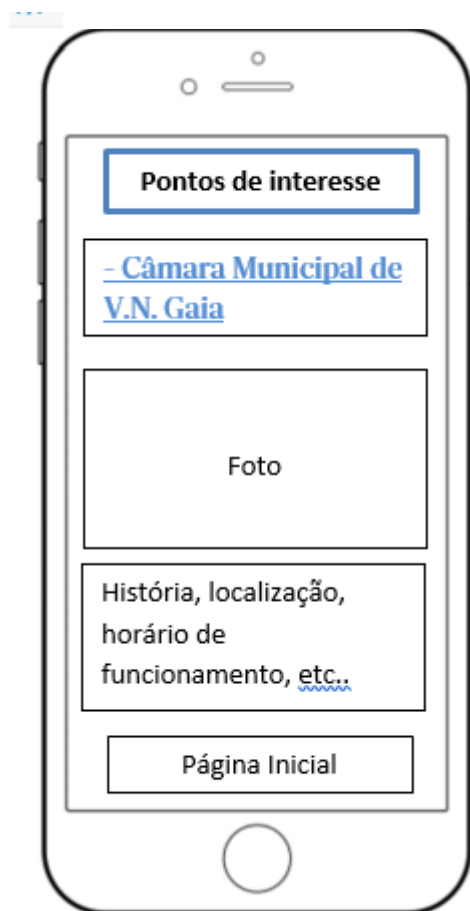 Pontos de interesse
- Câmara Municipal de
V.N. Gaia
Foto
História, localização,
horário de
funcionamento, etc..
Página Inicial